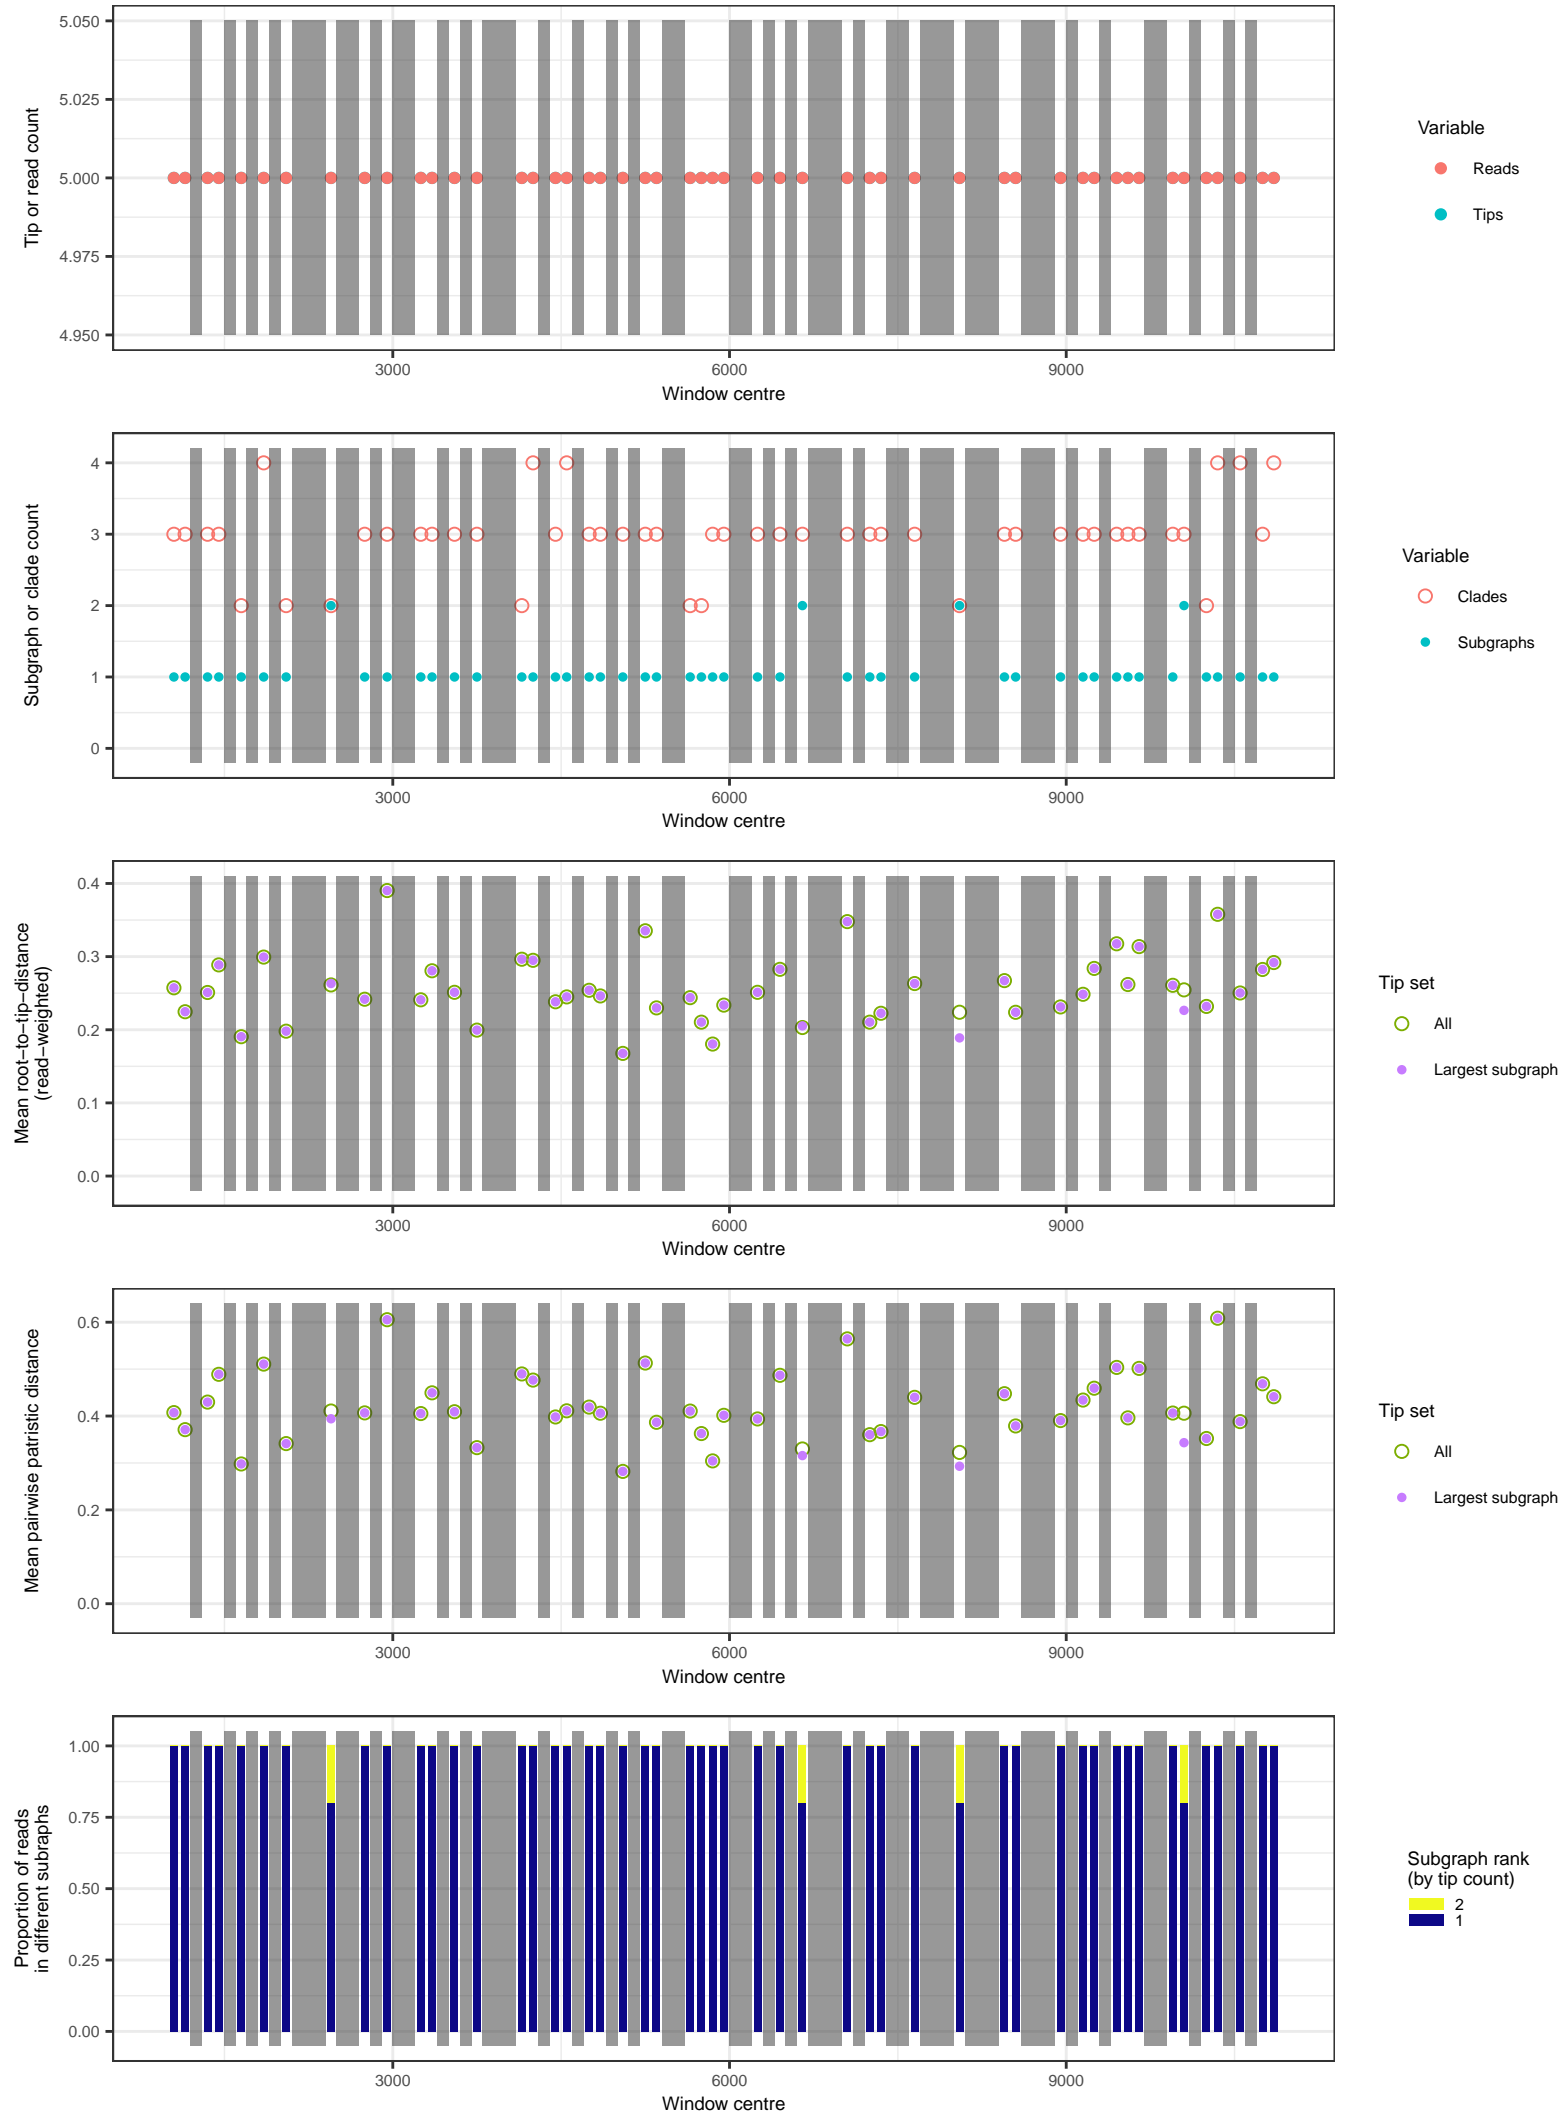 5.050
5.025
5.000
4.975
4.950
Tip or read count
3000 6000 9000
Window centre
Variable
Reads
Tips
4
3
2
1
0
Subgraph or clade count
3000 6000 9000
Window centre
Variable
Clades
Subgraphs
0.4
0.3
0.2
0.1
0.0
Mean root-to-tip-distance
(read-weighted)
3000 6000 9000
Window centre
Tip set
All
Largest subgraph
0.6
0.4
0.2
0.0
Mean pairwise patristic distance
3000 6000 9000
Window centre
Tip set
All
Largest subgraph
1.00
0.75
0.50
0.25
0.00
Proportion of reads
in different subraphs
3000 6000 9000
Window centre
Subgraph rank
(by tip count)
2
1